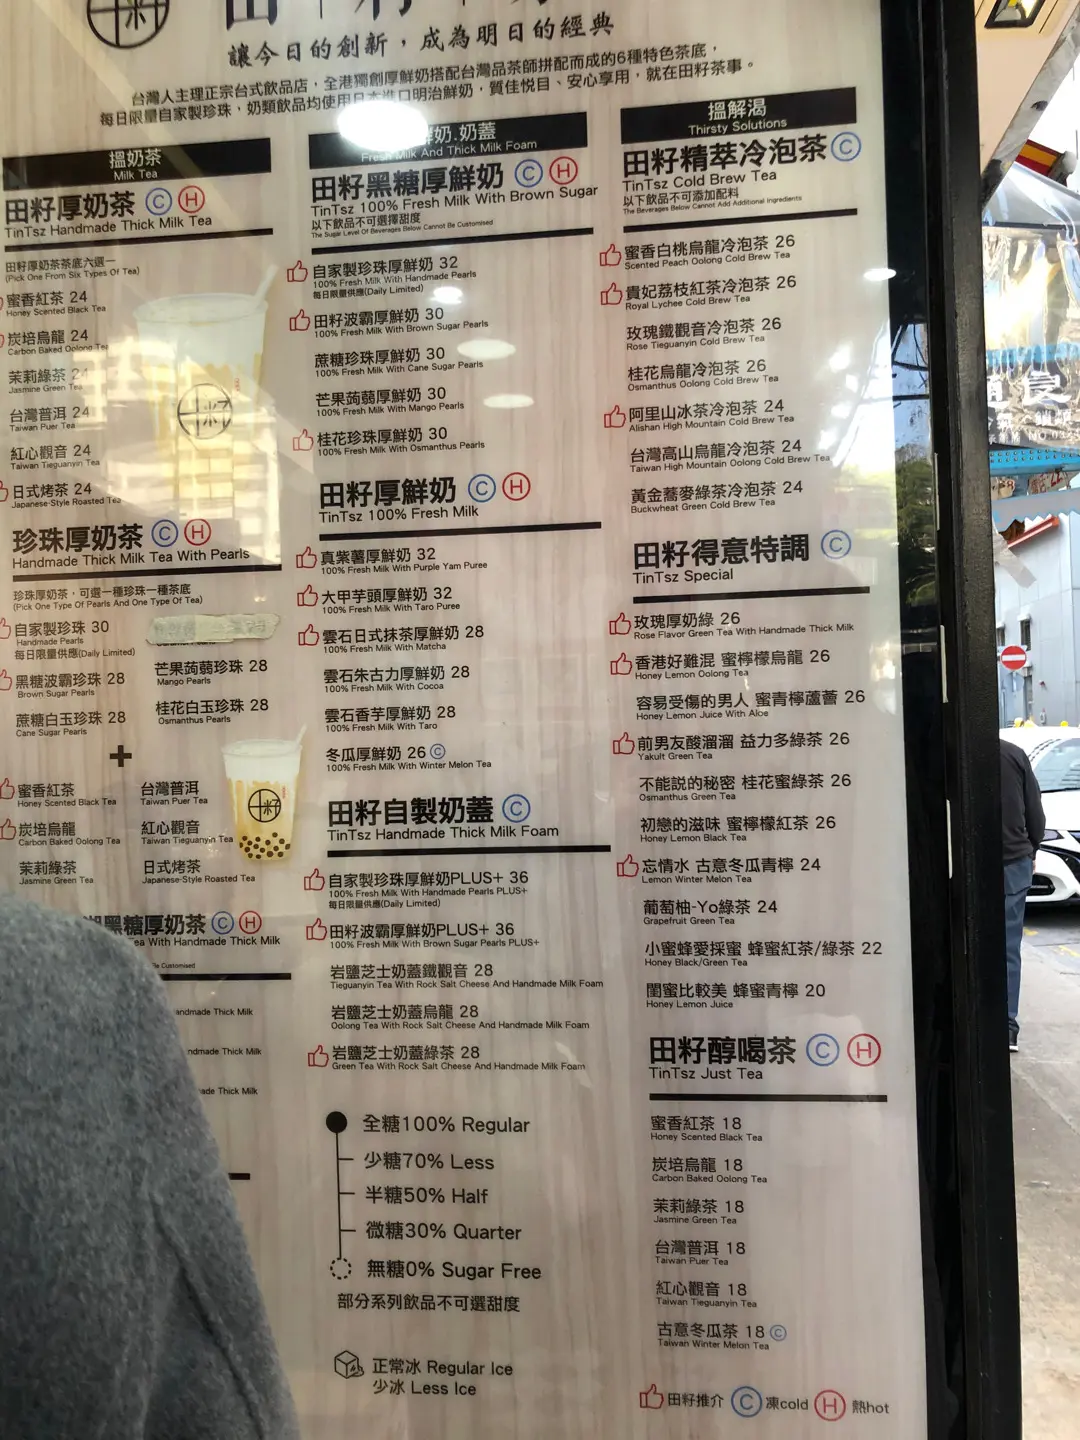 讓今日的創新，成為明日的經典
台灣人主理正宗台式飲品店，全港獨創厚鮮奶搭配台灣品茶師拼配而成的6種特色茶底，
每日限量自家製珍珠，奶類飲品均使用日本進口明治鮮奶，質佳悦目、安心享用，就在田籽茶事。
搵奶茶
Milk Tea
田籽厚奶茶 C H
TinTsz Handmade Thick Milk Tea
田籽厚奶茶茶底六選一
(Pick One From Six Types Of Tea)
蜜香紅茶 24
Honey Scented Black Tea
炭培烏龍 24
Carbon Baked Oolong Tea
茉莉綠茶 24
Jasmine Green Tea
台灣普洱 24
Taiwan Puer Tea
紅心觀音 24
Taiwan Tieguanyin Tea
日式烤茶 24
Japanese-Style Roasted Tea
珍珠厚奶茶 C H
Handmade Thick Milk Tea With Pearls
珍珠厚奶茶，可選一種珍珠一種茶底
(Pick One Type Of Pearls And One Type Of Tea)
自家製珍珠 30
Handmade Pearls
每日限量供應(Daily Limited)
黑糖波霸珍珠 28
Brown Sugar Pearls
蔗糖白玉珍珠 28
Cane Sugar Pearls
芒果蒟蒻珍珠 28
Mango Pearls
桂花白玉珍珠 28
Osmanthus Pearls
+
蜜香紅茶
Honey Scented Black Tea
炭培烏龍
Carbon Baked Oolong Tea
茉莉綠茶
Jasmine Green Tea
台灣普洱
Taiwan Puer Tea
紅心觀音
Taiwan Tieguanyin Tea
日式烤茶
Japanese-Style Roasted Tea
黑糖厚奶茶 C H
Tea With Handmade Thick Milk
Be Customised
Handmade Thick Milk
Handmade Thick Milk
Handmade Thick Milk
鮮奶.奶蓋
Fresh Milk And Thick Milk Foam
田籽黑糖厚鮮奶 C H
TinTsz 100% Fresh Milk With Brown Sugar
以下飲品不可選擇甜度
The Sugar Level Of Beverages Below Cannot Be Customised
自家製珍珠厚鮮奶 32
100% Fresh Milk With Handmade Pearls
每日限量供應(Daily Limited)
田籽波霸厚鮮奶 30
100% Fresh Milk With Brown Sugar Pearls
蔗糖珍珠厚鮮奶 30
100% Fresh Milk With Cane Sugar Pearls
芒果蒟蒻厚鮮奶 30
100% Fresh Milk With Mango Pearls
桂花珍珠厚鮮奶 30
100% Fresh Milk With Osmanthus Pearls
田籽厚鮮奶 C H
TinTsz 100% Fresh Milk
真紫薯厚鮮奶 32
100% Fresh Milk With Purple Yam Puree
大甲芋頭厚鮮奶 32
100% Fresh Milk With Taro Puree
雲石日式抹茶厚鮮奶 28
100% Fresh Milk With Matcha
雲石朱古力厚鮮奶 28
100% Fresh Milk With Cocoa
雲石香芋厚鮮奶 28
100% Fresh Milk With Taro
冬瓜厚鮮奶 26 C
100% Fresh Milk With Winter Melon Tea
田籽自製奶蓋 C
TinTsz Handmade Thick Milk Foam
自家製珍珠厚鮮奶PLUS+ 36
100% Fresh Milk With Handmade Pearls PLUS+
每日限量供應(Daily Limited)
田籽波霸厚鮮奶PLUS+ 36
100% Fresh Milk With Brown Sugar Pearls PLUS+
岩鹽芝士奶蓋鐵觀音 28
Tieguanyin Tea With Rock Salt Cheese And Handmade Milk Foam
岩鹽芝士奶蓋烏龍 28
Oolong Tea With Rock Salt Cheese And Handmade Milk Foam
岩鹽芝士奶蓋綠茶 28
Green Tea With Rock Salt Cheese And Handmade Milk Foam
全糖100% Regular
少糖70% Less
半糖50% Half
微糖30% Quarter
無糖0% Sugar Free
部分系列飲品不可選甜度
正常冰 Regular Ice
少冰 Less Ice
搵解渴
Thirsty Solutions
田籽精萃冷泡茶 C
TinTsz Cold Brew Tea
以下飲品不可添加配料
The Beverages Below Cannot Add Additional Ingredients
蜜香白桃烏龍冷泡茶 26
Scented Peach Oolong Cold Brew Tea
貴妃荔枝紅茶冷泡茶 26
Royal Lychee Cold Brew Tea
玫瑰鐵觀音冷泡茶 26
Rose Tieguanyin Cold Brew Tea
桂花烏龍冷泡茶 26
Osmanthus Oolong Cold Brew Tea
阿里山冰茶冷泡茶 24
Alishan High Mountain Cold Brew Tea
台灣高山烏龍冷泡茶 24
Taiwan High Mountain Oolong Cold Brew Tea
黃金蕎麥綠茶冷泡茶 24
Buckwheat Green Cold Brew Tea
田籽得意特調 C
TinTsz Special
玫瑰厚奶綠 26
Rose Flavor Green Tea With Handmade Thick Milk
香港好難混 蜜檸檬烏龍 26
Honey Lemon Oolong Tea
容易受傷的男人 蜜青檸蘆薈 26
Honey Lemon Juice With Aloe
前男友酸溜溜 益力多綠茶 26
Yakult Green Tea
不能説的秘密 桂花蜜綠茶 26
Osmanthus Green Tea
初戀的滋味 蜜檸檬紅茶 26
Honey Lemon Black Tea
忘情水 古意冬瓜青檸 24
Lemon Winter Melon Tea
葡萄柚-Yo綠茶 24
Grapefruit Green Tea
小蜜蜂愛採蜜 蜂蜜紅茶/綠茶 22
Honey Black/Green Tea
閨蜜比較美 蜂蜜青檸 20
Honey Lemon Juice
田籽醇喝茶 C H
TinTsz Just Tea
蜜香紅茶 18
Honey Scented Black Tea
炭培烏龍 18
Carbon Baked Oolong Tea
茉莉綠茶 18
Jasmine Green Tea
台灣普洱 18
Taiwan Puer Tea
紅心觀音 18
Taiwan Tieguanyin Tea
古意冬瓜茶 18 C
Taiwan Winter Melon Tea
田籽推介 C 凍cold H 熱hot